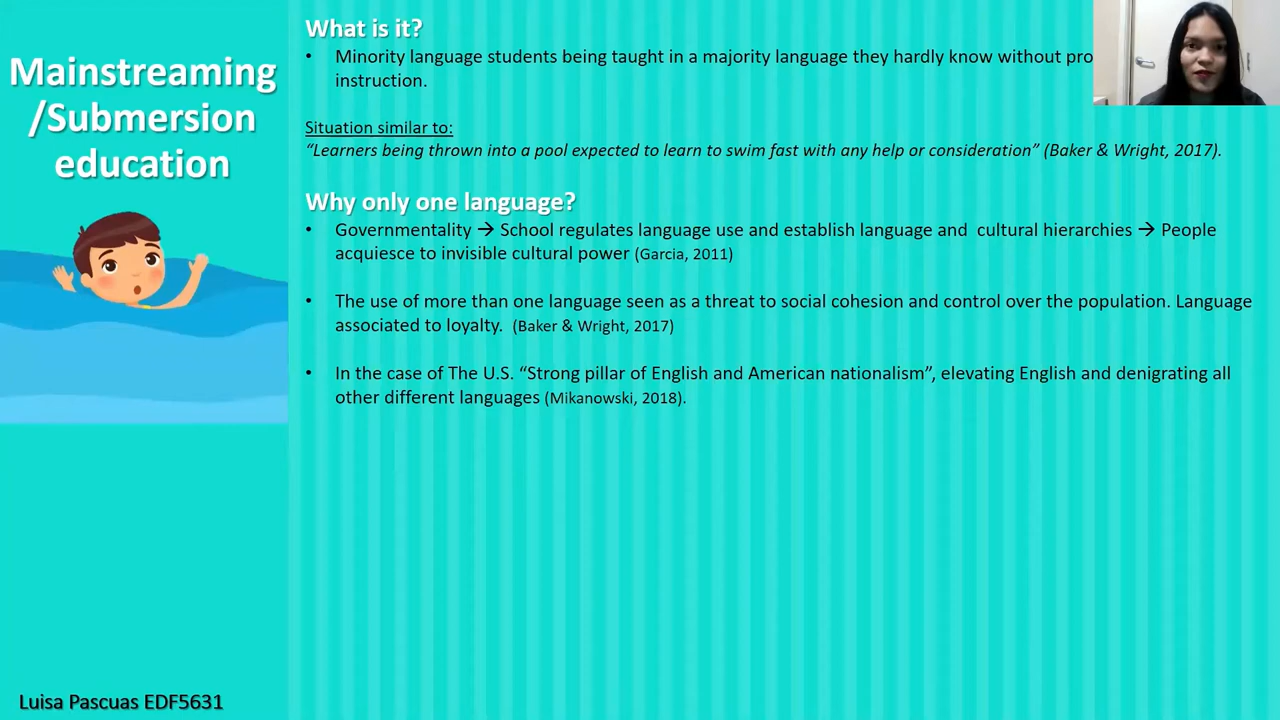 Mainstreaming
/Submersion
education
What is it?
• Minority language students being taught in a majority language they hardly know without
instruction.
Situation similar to:
“Learners being thrown into a pool expected to learn to swim fast with any help or consideration” (Baker & Wright, 2017).
Why only one language?
• Governmentality → School regulates language use and establish language and cultural hierarchies → People
acquiesce to invisible cultural power (Garcia, 2011)
• The use of more than one language seen as a threat to social cohesion and control over the population. Language
associated to loyalty. (Baker & Wright, 2017)
• In the case of The U.S. “Strong pillar of English and American nationalism”, elevating English and denigrating all
other different languages (Mikanowski, 2018).
Luisa Pascuas EDF5631